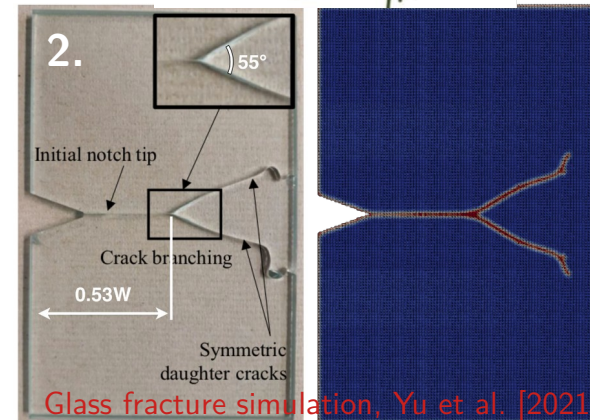 2.
55°
Initial notch tip
Crack branching
0.53W
Symmetric
daughter cracks
Glass fracture simulation, Yu et al. [2021